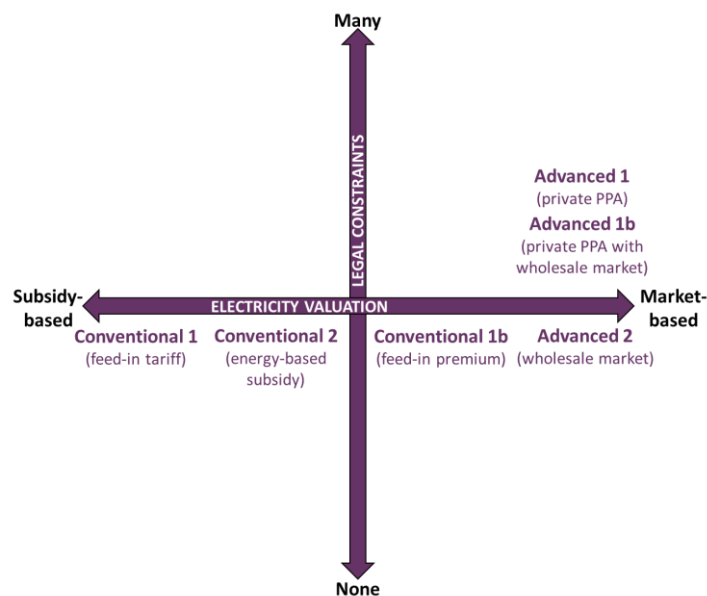 Many
LEGAL CONSTRAINTS
Advanced 1
(private PPA)
Advanced 1b
(private PPA with
wholesale market)
Subsidy-
based
ELECTRICITY VALUATION
Market-
based
Conventional 1
(feed-in tariff)
Conventional 2
(energy-based
subsidy)
Conventional 1b
(feed-in premium)
Advanced 2
(wholesale market)
None